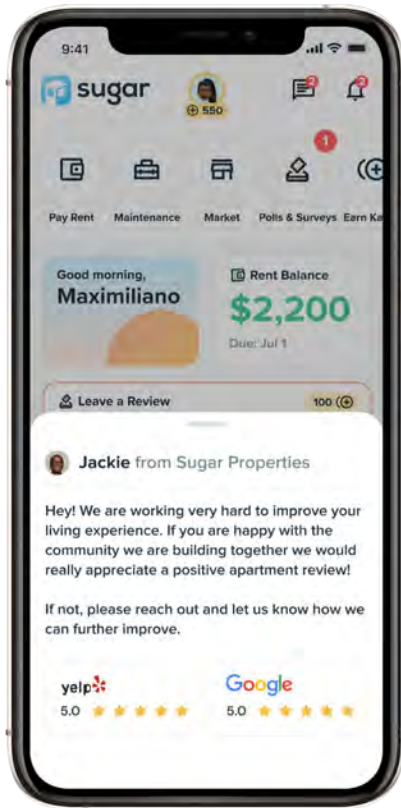 9:41
sugar
2
2
550
1
Pay Rent Maintenance Market Polls & Surveys Earn Ka
Good morning,
Maximiliano
Rent Balance
$2,200
Due: Jul 1
Leave a Review 100
Jackie from Sugar Properties
Hey! We are working very hard to improve your
living experience. If you are happy with the
community we are building together we would
really appreciate a positive apartment review!
If not, please reach out and let us know how we
can further improve.
yelp Google
5.0 5.0